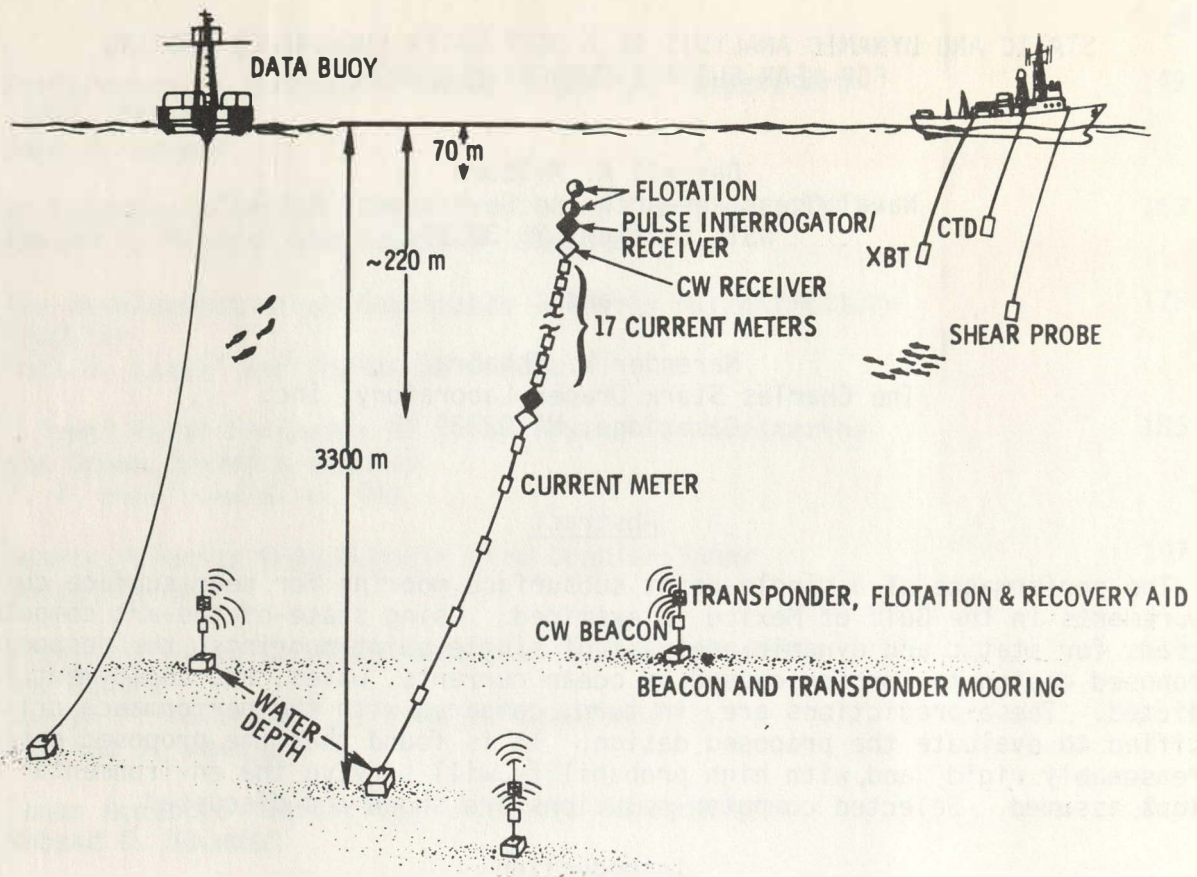 DATA BUOY
70 m
FLOTATION
PULSE INTERROGATOR/
RECEIVER
CTD
XBT
~220 m
CW RECEIVER
17 CURRENT METERS
SHEAR PROBE
3300 m
CURRENT METER
TRANSPONDER, FLOTATION & RECOVERY AID
CW BEACON
BEACON AND TRANSPONDER MOORING
WATER
DEPTH